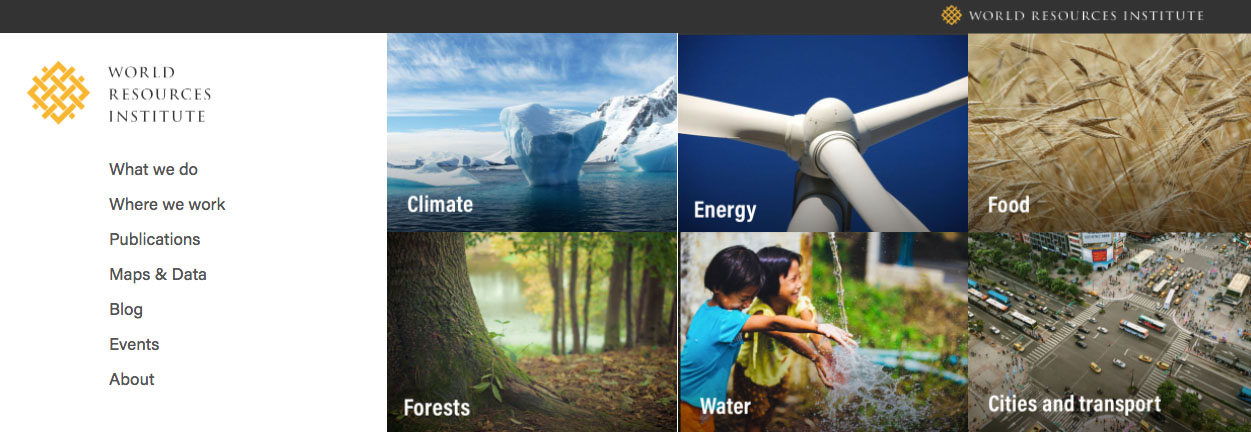 WORLD RESOURCES INSTITUTE
WORLD
RESOURCES
INSTITUTE
What we do
Where we work
Publications
Maps & Data
Blog
Events
About
Climate
Energy
Food
Forests
Water
Cities and transport